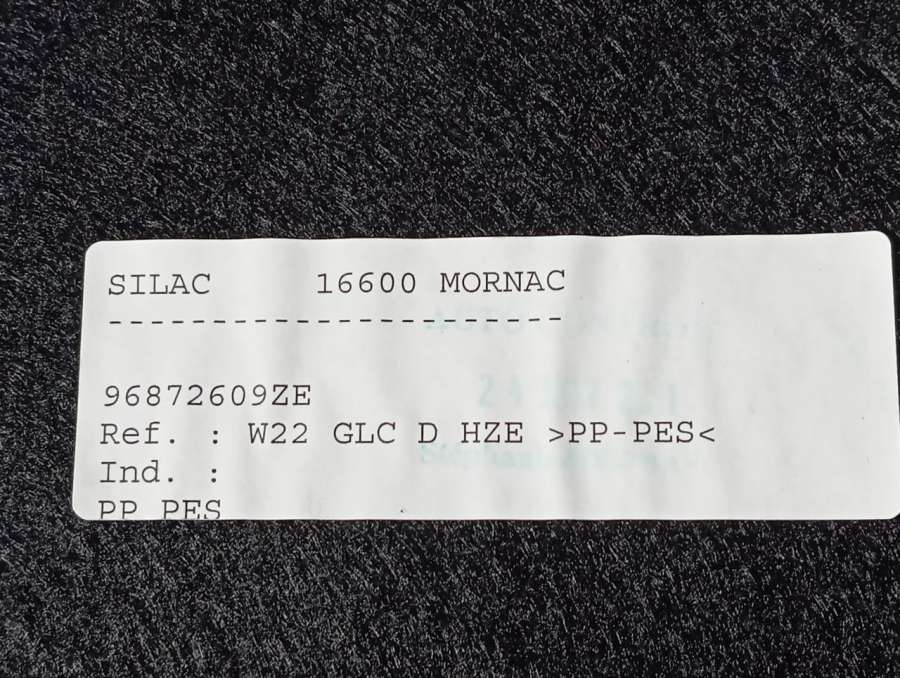 SILAC 16600 MORNAC
----------------------
96872609ZE
Ref. : W22 GLC D HZE >PP-PES<
Ind. :
PP PES